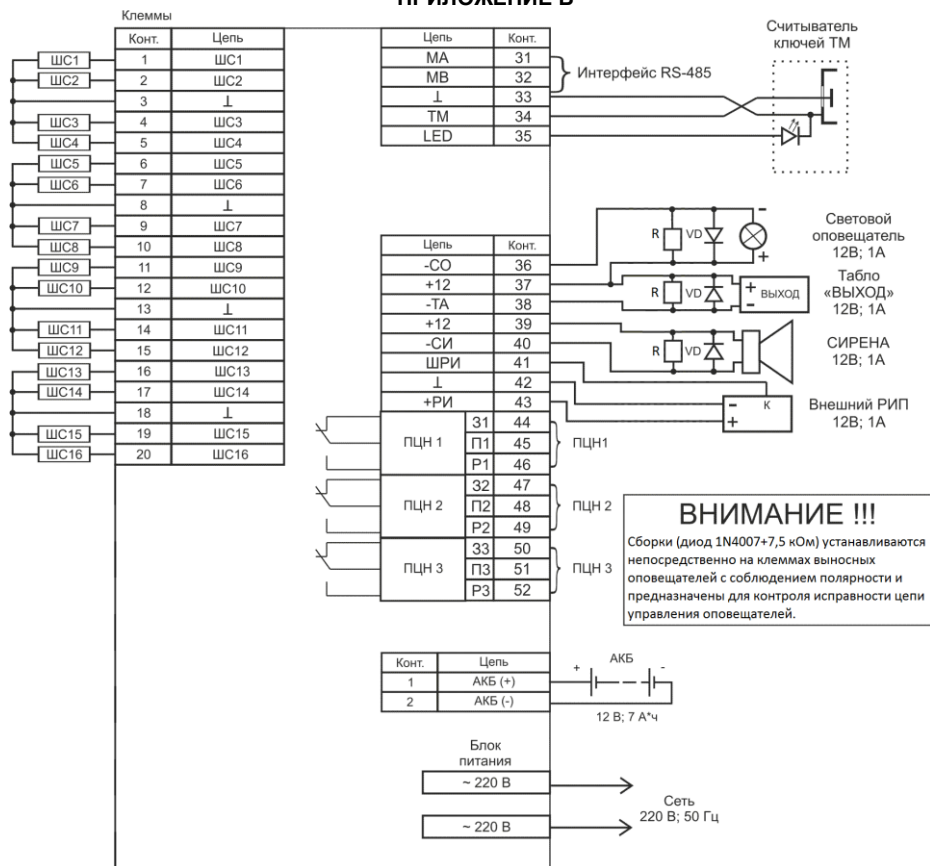 ПРИЛОЖЕНИЕ В
Клеммы
Конт. Цепь
ШС1 1 ШС1
ШС2 2 ШС2
3 ⊥
ШС3 4 ШС3
ШС4 5 ШС4
ШС5 6 ШС5
ШС6 7 ШС6
8 ⊥
ШС7 9 ШС7
ШС8 10 ШС8
ШС9 11 ШС9
ШС10 12 ШС10
13 ⊥
ШС11 14 ШС11
ШС12 15 ШС12
ШС13 16 ШС13
ШС14 17 ШС14
18 ⊥
ШС15 19 ШС15
ШС16 20 ШС16
Цепь Конт.
МА 31
МВ 32
⊥ 33
ТМ 34
LED 35
Интерфейс RS-485
Считыватель
ключей ТМ
Цепь Конт.
-СО 36
+12 37
-ТА 38
+12 39
-СИ 40
ШРИ 41
⊥ 42
+РИ 43
ПЦН 1
З1 44
П1 45
Р1 46
ПЦН1
ПЦН 2
З2 47
П2 48
Р2 49
ПЦН 2
ПЦН 3
З3 50
П3 51
Р3 52
ПЦН 3
R VD - +
Световой
оповещатель
12В; 1А
R VD + - ВЫХОД
Табло
«ВЫХОД»
12В; 1А
R VD
СИРЕНА
12В; 1А
- К
+
Внешний РИП
12В; 1А
ВНИМАНИЕ !!!
Сборки (диод 1N4007+7,5 кОм) устанавливаются
непосредственно на клеммах выносных
оповещателей с соблюдением полярности и
предназначены для контроля исправности цепи
управления оповещателей.
Конт. Цепь
1 АКБ (+)
2 АКБ (-)
+ АКБ -
12 В; 7 А*ч
Блок
питания
~ 220 В
~ 220 В
Сеть
220 В; 50 Гц